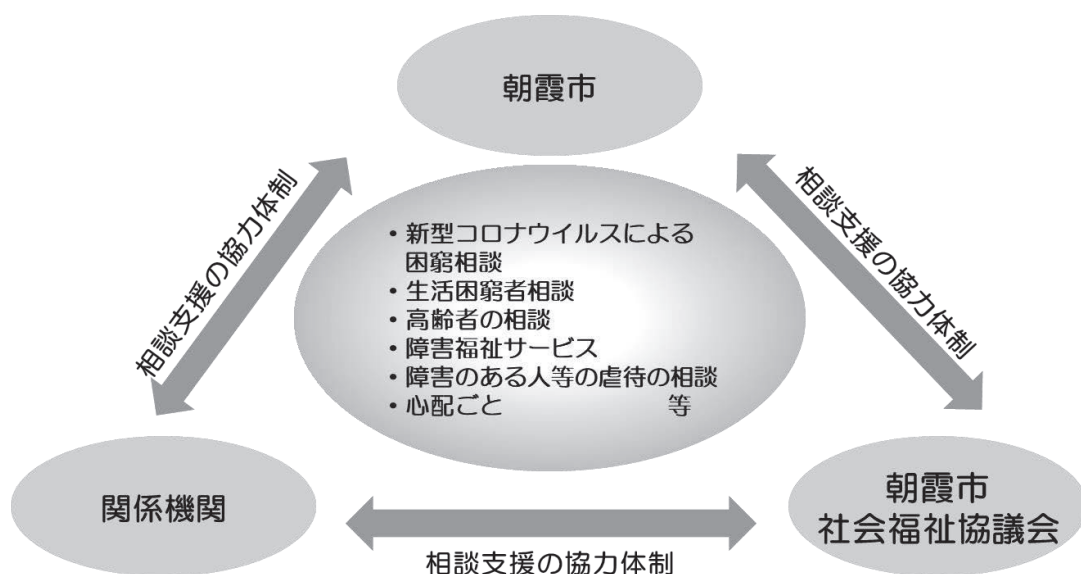 朝霞市
相談支援の協力体制
相談支援の協力体制
・新型コロナウイルスによる
困窮相談
・生活困窮者相談
・高齢者の相談
・障害福祉サービス
・障害のある人等の虐待の相談
・心配ごと　　　　　　　等
関係機関
朝霞市
社会福祉協議会
相談支援の協力体制